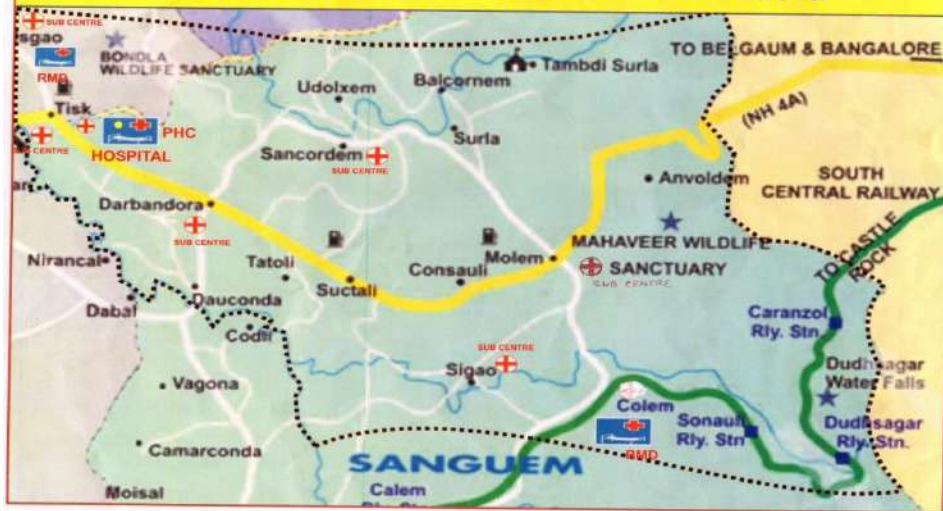 SUB CENTRE
sgao
RMD
BONDLA
WILDLIFE SANCTUARY
TO BELGAUM & BANGALORE
Tambdi Surla
Balcornem
Udolxem
Tisk
(NH 4A)
PHC
HOSPITAL
SUB CENTRE
Surla
Sancordem
SUB CENTRE
Anvoldem
SOUTH
CENTRAL RAILWAY
Darbandora
SUB CENTRE
MAHAVEER WILDLIFE
SANCTUARY
SUB CENTRE
Molem
TO CASTLE
ROCK
Nirancal
Tatoli
Consauli
Suctali
Dauconda
Dabal
Codli
Caranzol
Rly. Stn.
SUB CENTRE
Sigao
Dudhsagar
Water Falls
Vagona
Colem
RMD
Sonauli
Rly. Stn
Dudhsagar
Rly. Stn.
Camarconda
SANGUEM
Moisal
Calem